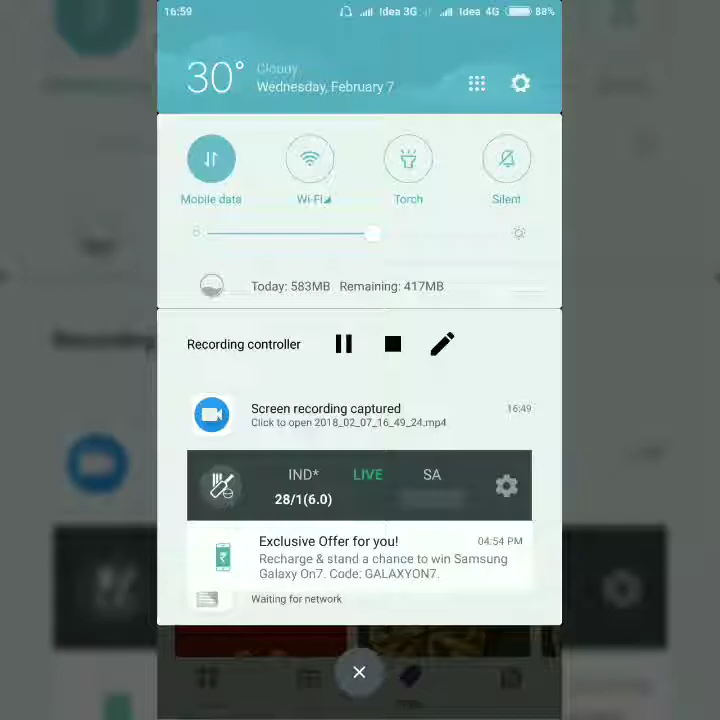 16:59 Idea 3G Idea 4G 88%
30° Cloudy
Wednesday, February 7
Mobile data Wi-Fi Torch Silent
Today: 583MB Remaining: 417MB
Recording controller
Screen recording captured 16:49
Click to open 2018_02_07_16_49_24.mp4
IND* LIVE SA
28/1(6.0)
Exclusive Offer for you! 04:54 PM
Recharge & stand a chance to win Samsung
Galaxy On7. Code: GALAXYON7.
Waiting for network